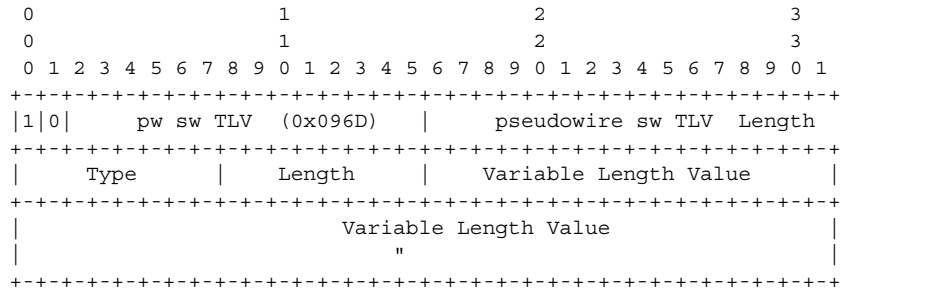 0                   1                   2                   3
 0                   1                   2                   3
 0 1 2 3 4 5 6 7 8 9 0 1 2 3 4 5 6 7 8 9 0 1 2 3 4 5 6 7 8 9 0 1
+-+-+-+-+-+-+-+-+-+-+-+-+-+-+-+-+-+-+-+-+-+-+-+-+-+-+-+-+-+-+-+-+
|1|0|     pw sw TLV  (0x096D)   |     pseudowire sw TLV  Length
+-+-+-+-+-+-+-+-+-+-+-+-+-+-+-+-+-+-+-+-+-+-+-+-+-+-+-+-+-+-+-+-+
|     Type      |    Length     |    Variable Length Value      |
+-+-+-+-+-+-+-+-+-+-+-+-+-+-+-+-+-+-+-+-+-+-+-+-+-+-+-+-+-+-+-+-+
|                         Variable Length Value                 |
|                             "                                 |
+-+-+-+-+-+-+-+-+-+-+-+-+-+-+-+-+-+-+-+-+-+-+-+-+-+-+-+-+-+-+-+-+